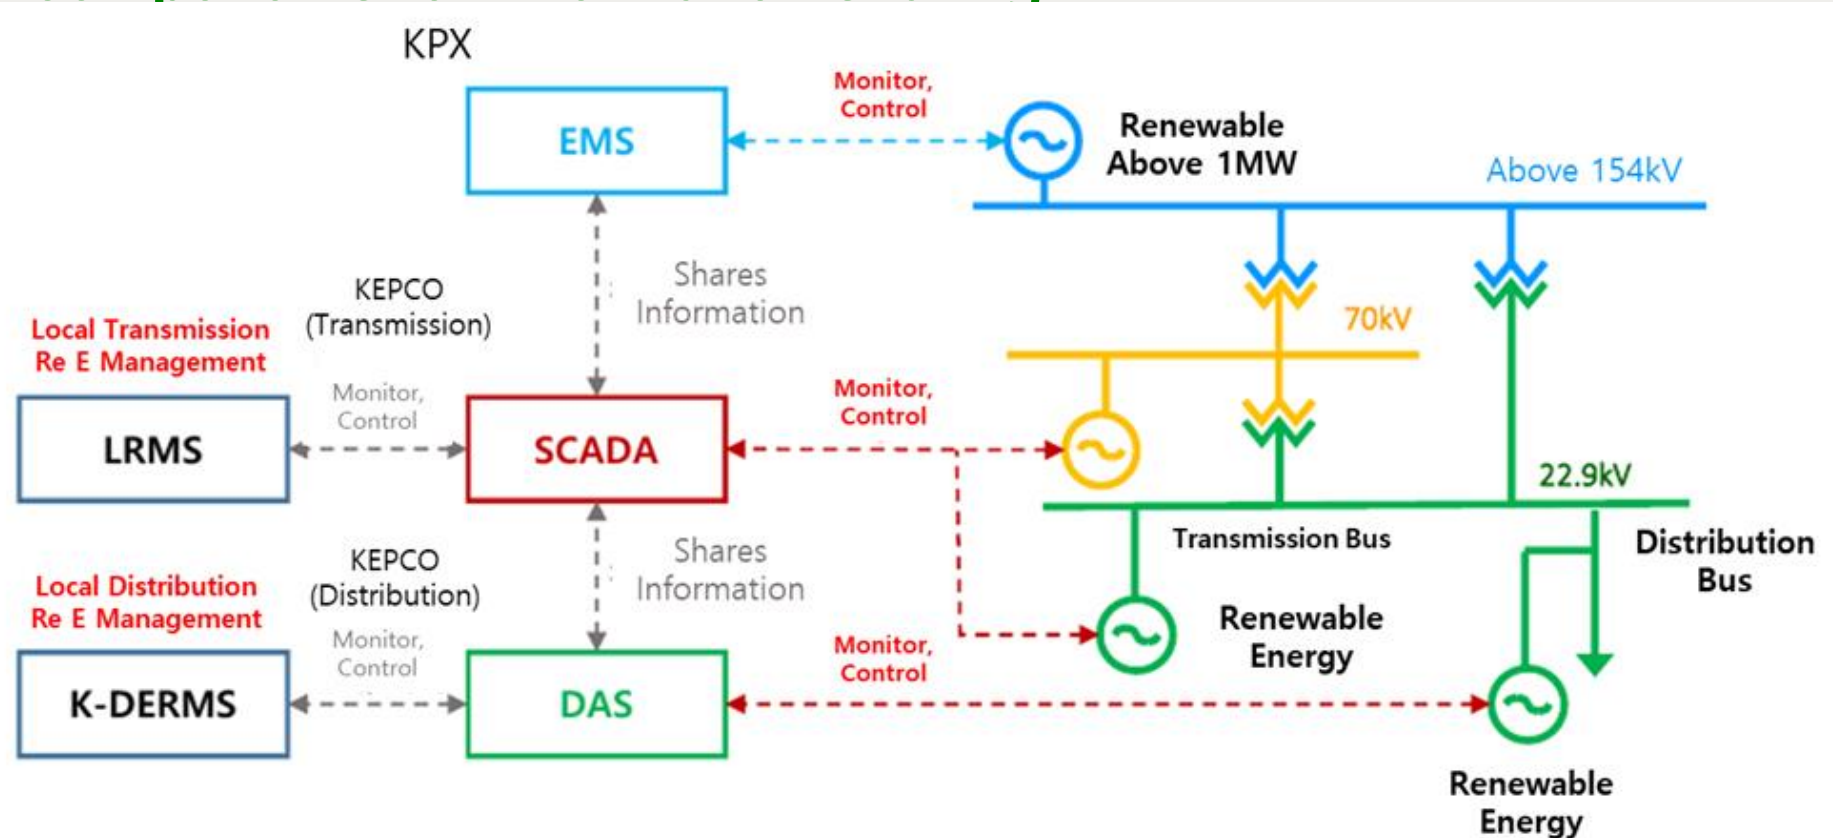 KPX
EMS
Monitor,
Control
Renewable
Above 1MW
Above 154kV
Shares
Information
KEPCO
(Transmission)
Local Transmission
Re E Management
70kV
LRMS
Monitor,
Control
SCADA
Monitor,
Control
22.9kV
Transmission Bus
Distribution
Bus
Shares
Information
KEPCO
(Distribution)
Local Distribution
Re E Management
Renewable
Energy
K-DERMS
Monitor,
Control
DAS
Monitor,
Control
Renewable
Energy